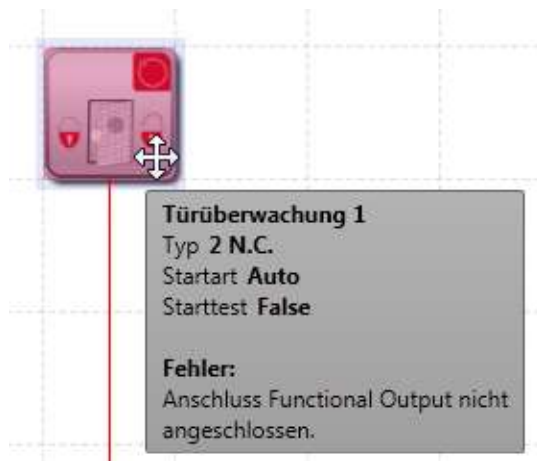 Türüberwachung 1
Typ 2 N.C.
Startart Auto
Starttest False
Fehler:
Anschluss Functional Output nicht
angeschlossen.